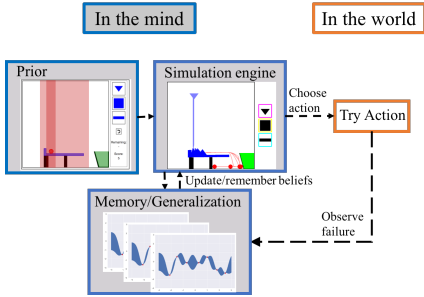 In the mind
In the world
Prior
Simulation engine
Choose
action
Try Action
Update/remember beliefs
Memory/Generalization
Observe
failure